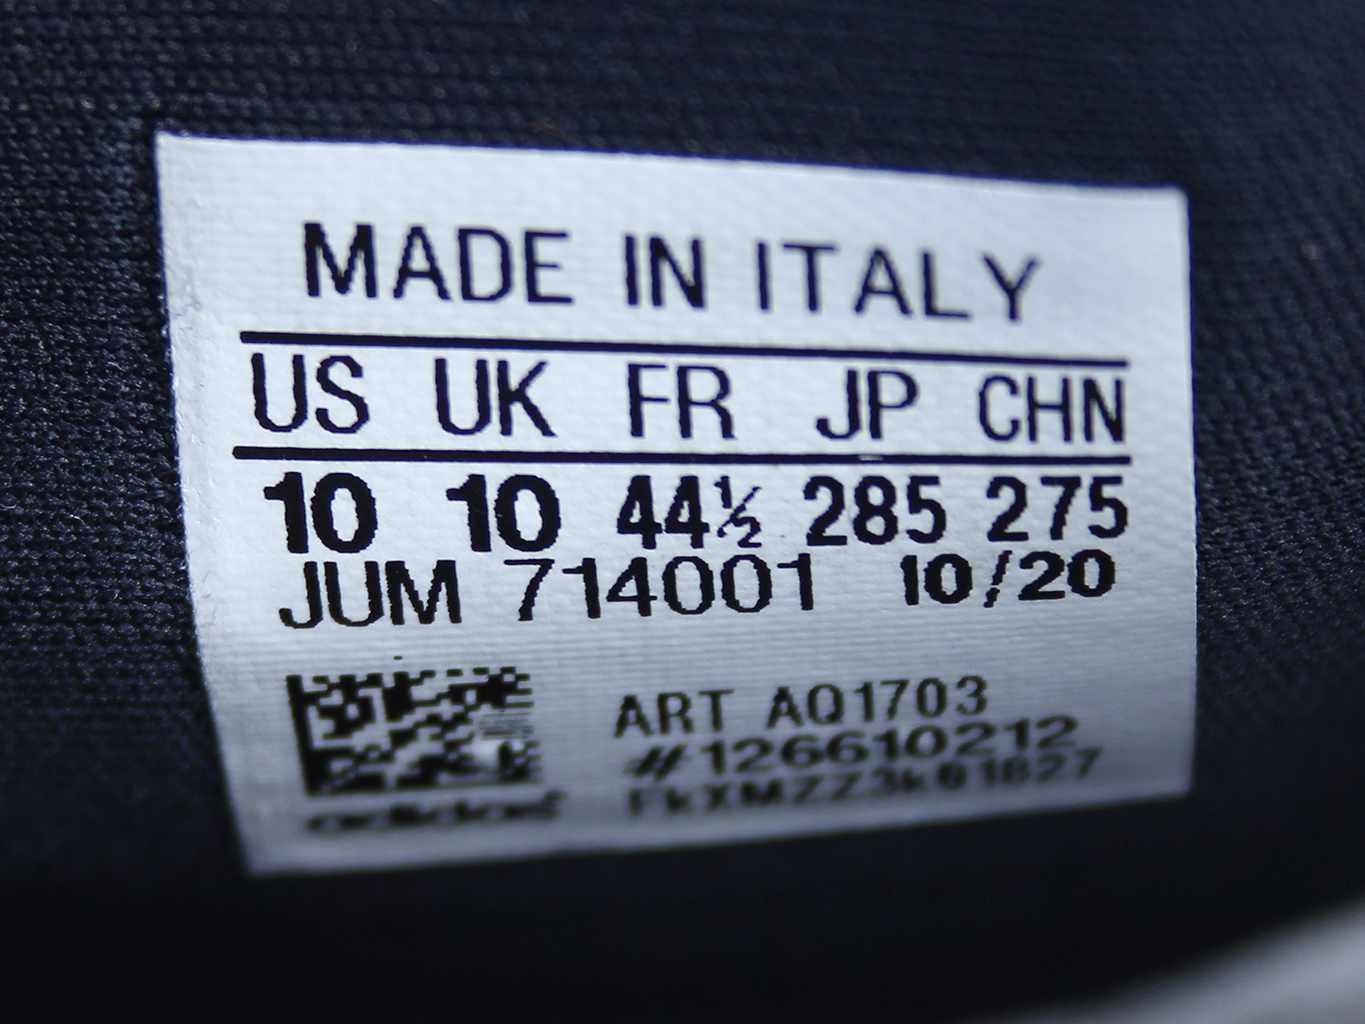 MADE IN ITALY
US UK FR JP CHN
10 10 44½ 285 275
JUM 714001 10/20
ART AQ1703
#126610212
adidas